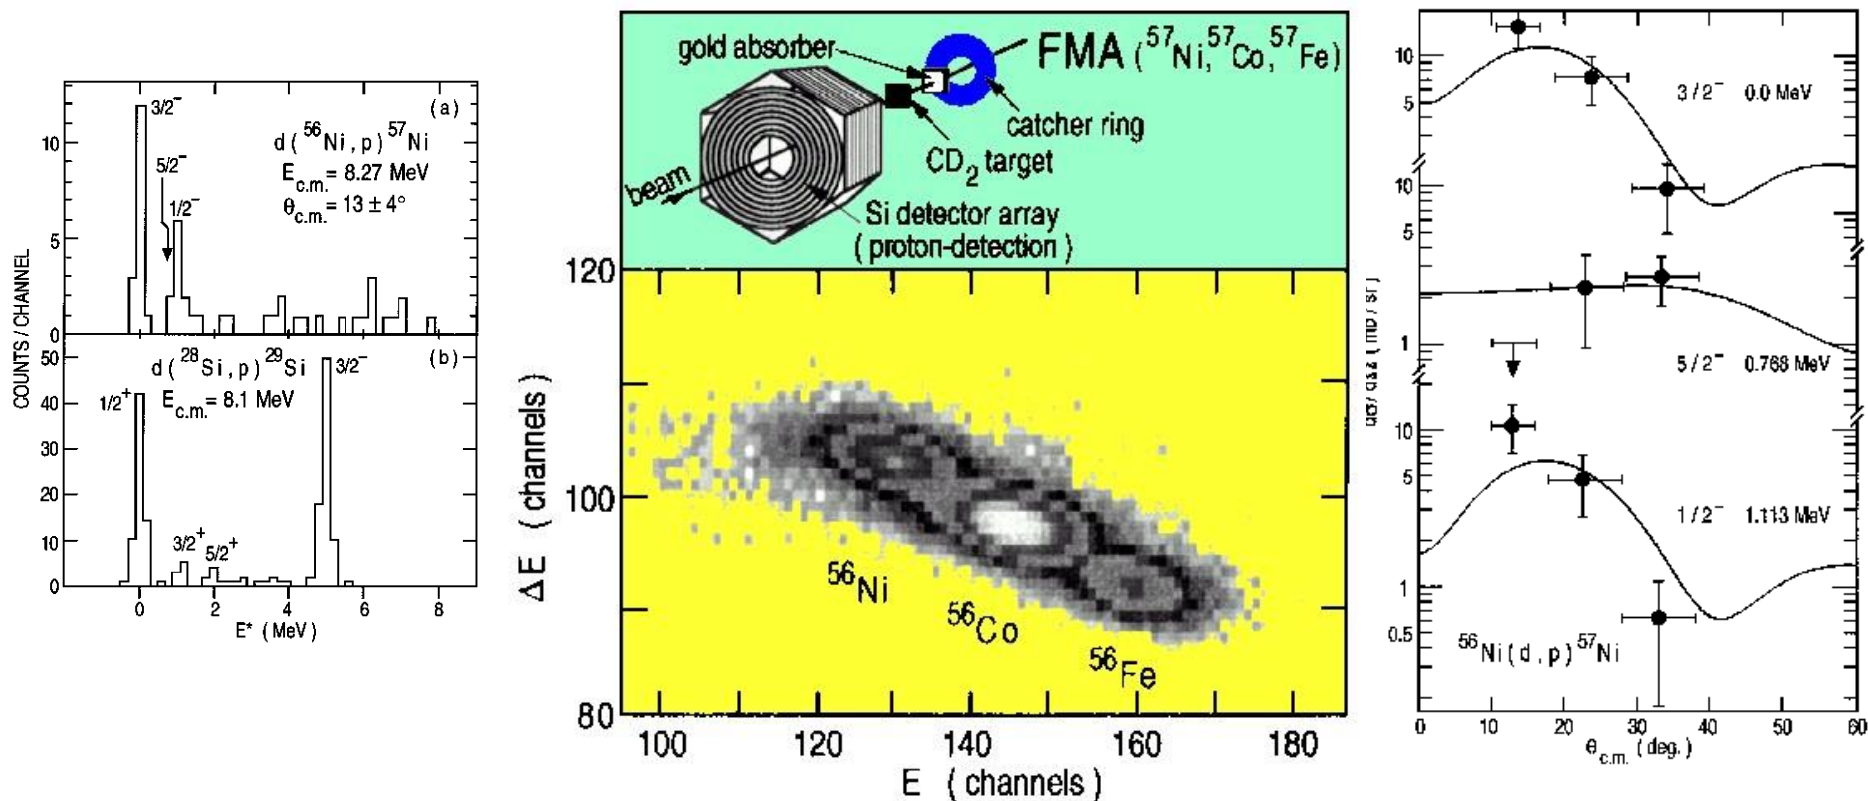 COUNTS / CHANNEL
10
5
0
3/2⁻
(a)
d(⁵⁶Ni,p)⁵⁷Ni
5/2⁻
E_c.m. = 8.27 MeV
1/2⁻
θ_c.m. = 13 ± 4°
50
40
30
20
10
0
d(²⁸Si,p)²⁹Si
(b)
3/2⁻
1/2⁺
E_c.m. = 8.1 MeV
3/2⁺
5/2⁺
0 2 4 6 8
E* (MeV)
gold absorber
FMA (⁵⁷Ni,⁵⁷Co,⁵⁷Fe)
catcher ring
CD₂ target
beam
Si detector array
(proton-detection)
120
100
80
ΔE (channels)
⁵⁶Ni
⁵⁶Co
⁵⁶Fe
100 120 140 160 180
E (channels)
10
5
3/2⁻ 0.0 MeV
10
5
dσ/dΩ (mb/sr)
1
5/2⁻ 0.768 MeV
10
5
1/2⁻ 1.113 MeV
1
0.5
⁵⁶Ni(d,p)⁵⁷Ni
0 10 20 30 40 50 60
θ_c.m. (deg.)